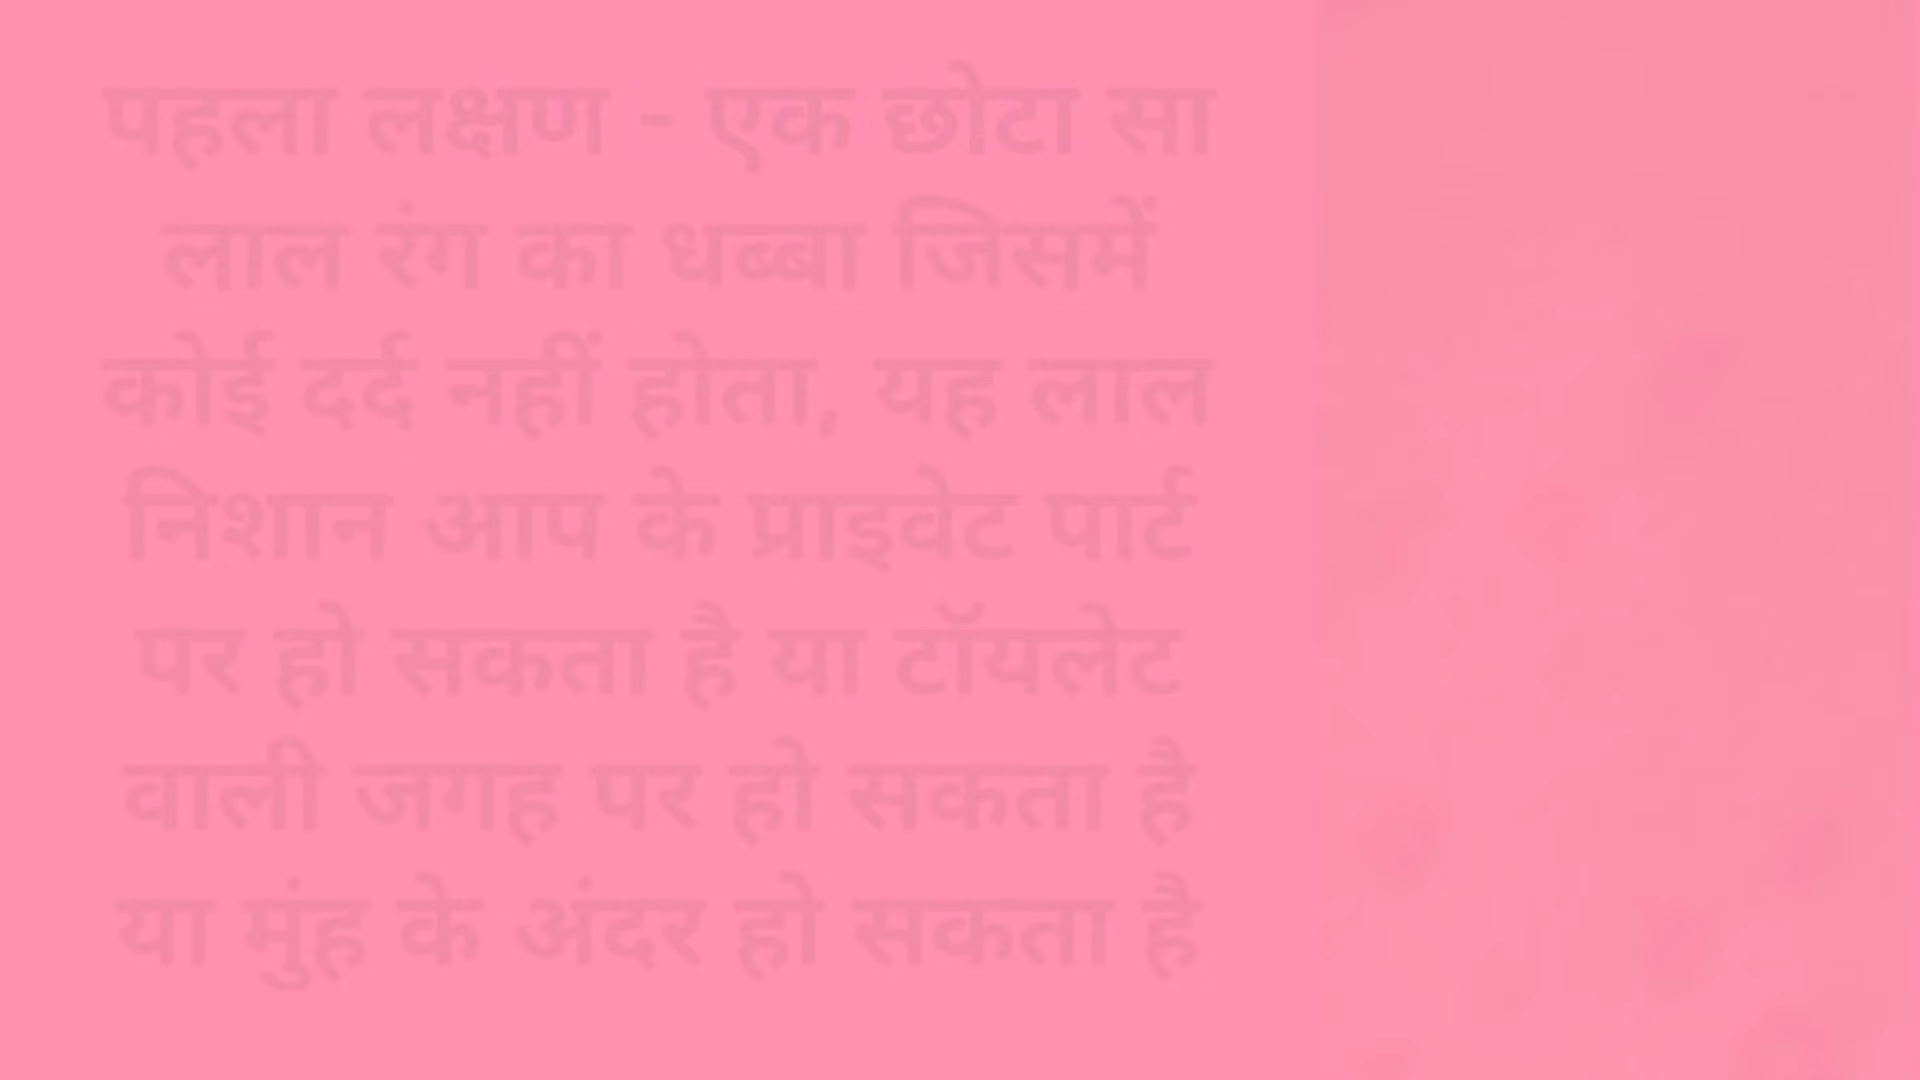 पहला लक्षण - एक छोटा सा
लाल रंग का धब्बा जिसमें
कोई दर्द नहीं होता, यह लाल
निशान आप के प्राइवेट पार्ट
पर हो सकता है या टॉयलेट
वाली जगह पर हो सकता है
या मुंह के अंदर हो सकता है